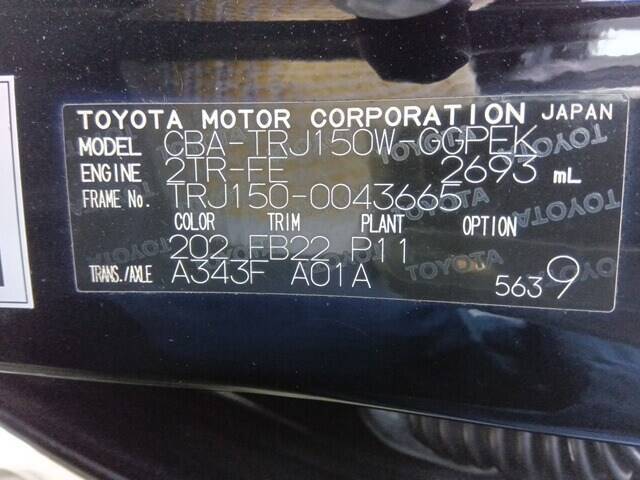 TOYOTA MOTOR CORPORATION JAPAN
MODEL CBA-TRJ150W-GGPEK
ENGINE 2TR-FE 2693 mL
FRAME No. TRJ150-0043665
COLOR TRIM PLANT OPTION
202 FB22 P11
TRANS./AXLE A343F A01A
5639